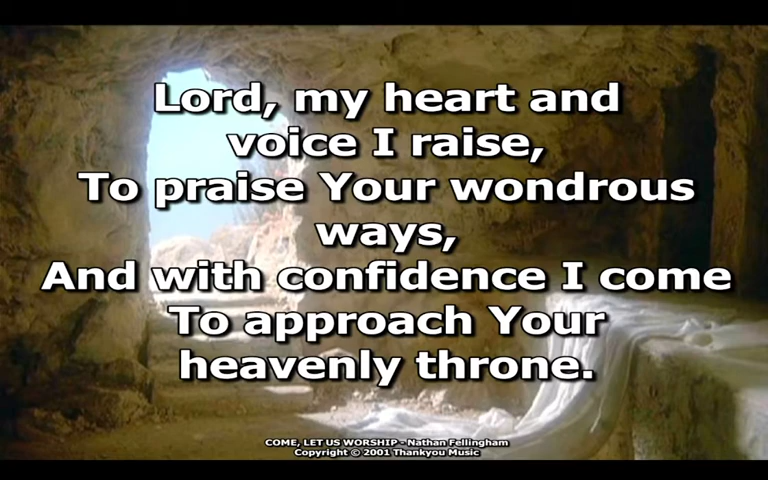 Lord, my heart and
voice I raise,
To praise Your wondrous
ways,
And with confidence I come
To approach Your
heavenly throne.
COME, LET US WORSHIP - Nathan Fellingham
Copyright © 2001 Thankyou Music